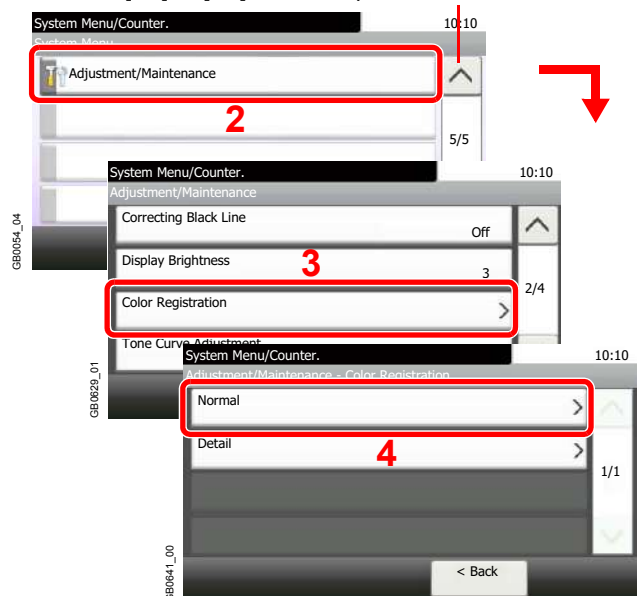 System Menu/Counter.
10:10
System Menu
Adjustment/Maintenance
2
5/5
GB0054_04
System Menu/Counter.
10:10
Adjustment/Maintenance
Correcting Black Line
Off
Display Brightness
3
3
2/4
Color Registration
Tone Curve Adjustment
GB0629_01
System Menu/Counter.
10:10
Adjustment/Maintenance - Color Registration
Normal
Detail
4
1/1
< Back
GB0641_00